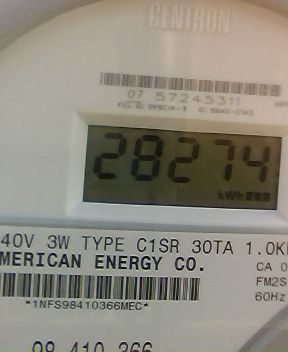 CENTRON
07 57245311
28274
kWh
40V 3W TYPE C1SR 30TA 1.0K
MERICAN ENERGY CO.
CA 0
FM2S
*1NFS98410366MEC*
60Hz
98 410 366